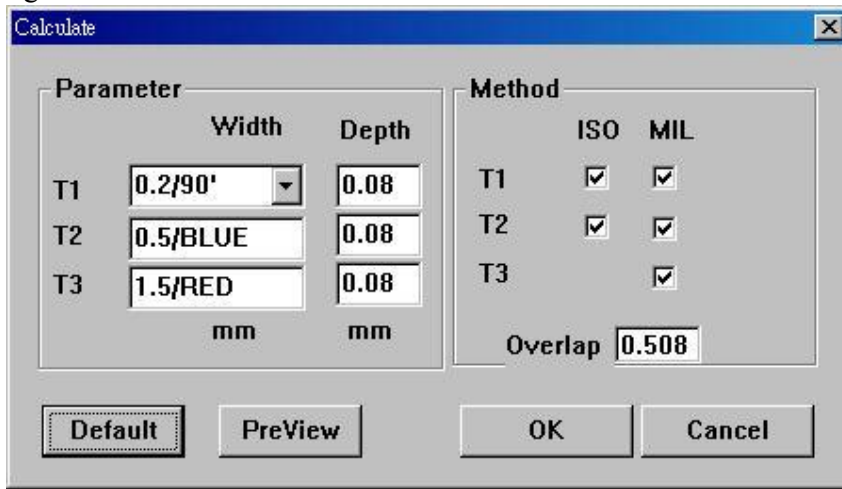 Calculate
Parameter
Width Depth
T1 0.2/90' 0.08
T2 0.5/BLUE 0.08
T3 1.5/RED 0.08
mm mm
Method
ISO MIL
T1
T2
T3
Overlap 0.508
Default PreView OK Cancel